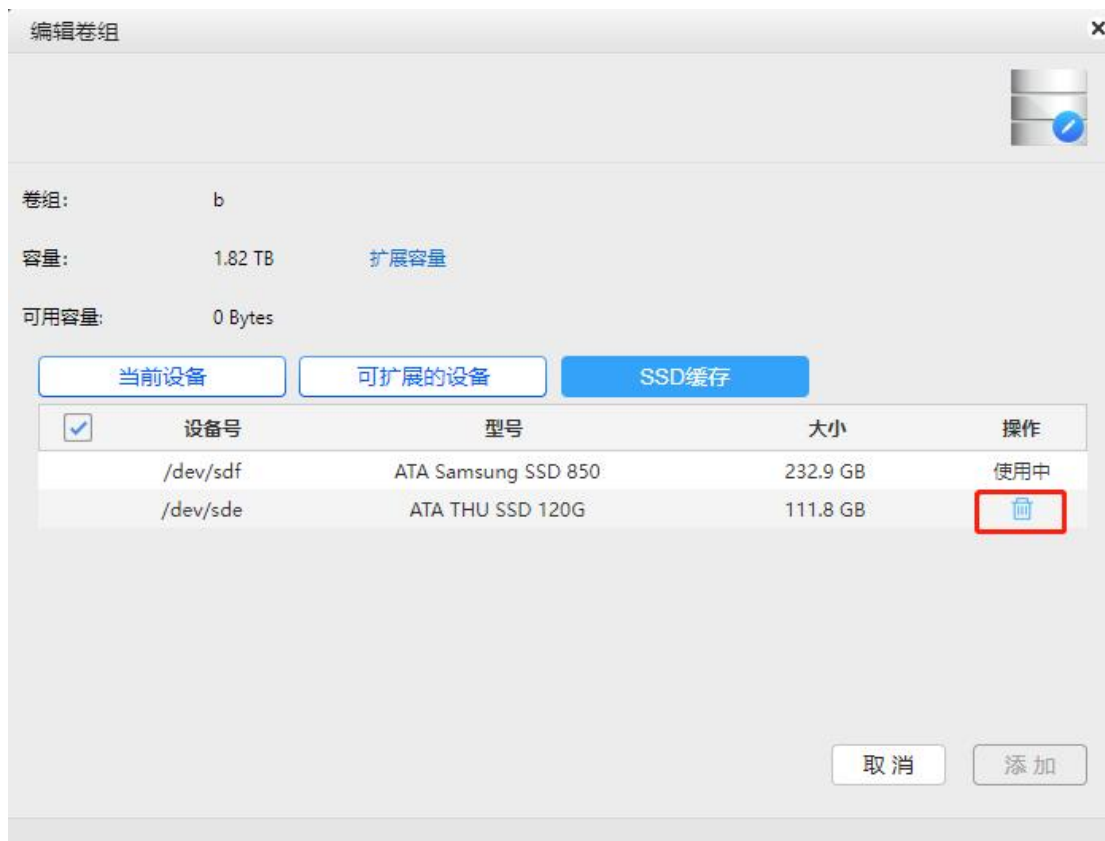 编辑卷组
卷组: b
容量: 1.82 TB 扩展容量
可用容量: 0 Bytes
当前设备 可扩展的设备 SSD缓存
设备号 型号 大小 操作
/dev/sdf ATA Samsung SSD 850 232.9 GB 使用中
/dev/sde ATA THU SSD 120G 111.8 GB
取消 添加